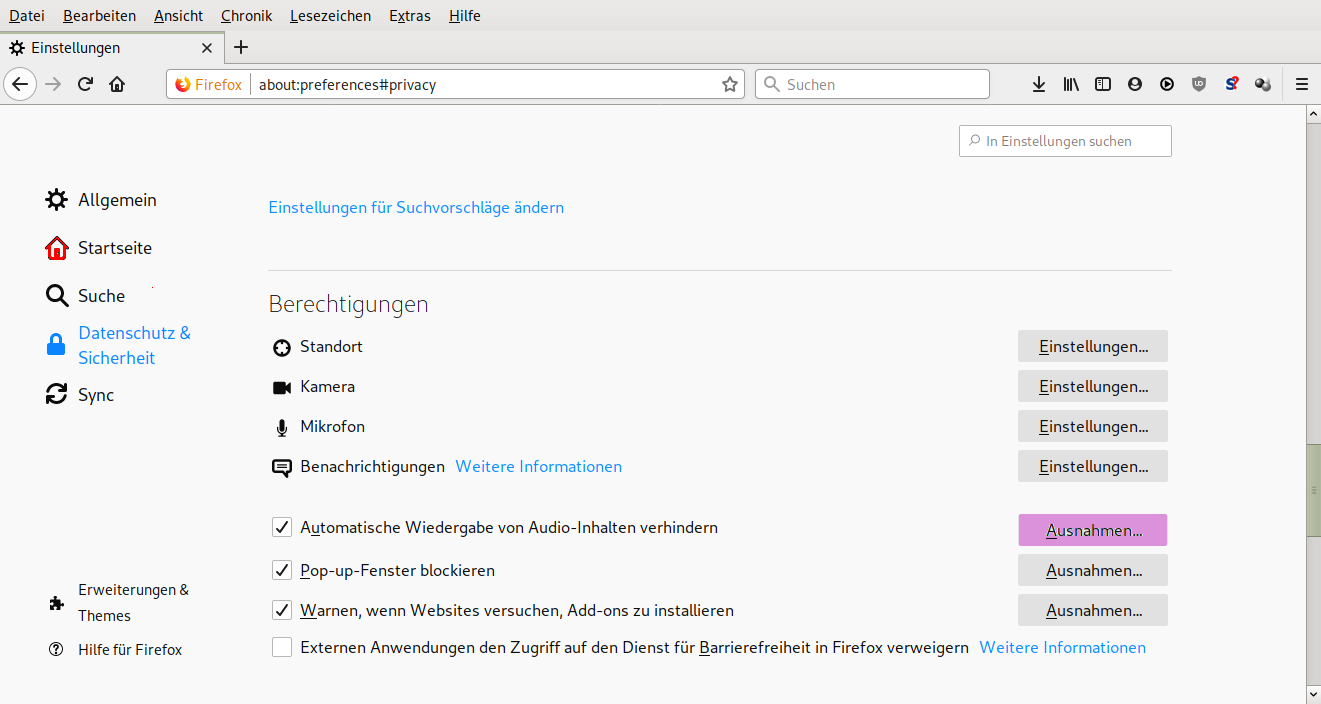 Datei Bearbeiten Ansicht Chronik Lesezeichen Extras Hilfe
Einstellungen
Firefox about:preferences#privacy Suchen
In Einstellungen suchen
Allgemein
Startseite
Suche
Datenschutz &
Sicherheit
Sync
Erweiterungen &
Themes
Hilfe für Firefox
Einstellungen für Suchvorschläge ändern
Berechtigungen
Standort Einstellungen...
Kamera Einstellungen...
Mikrofon Einstellungen...
Benachrichtigungen Weitere Informationen Einstellungen...
Automatische Wiedergabe von Audio-Inhalten verhindern Ausnahmen...
Pop-up-Fenster blockieren Ausnahmen...
Warnen, wenn Websites versuchen, Add-ons zu installieren Ausnahmen...
Externen Anwendungen den Zugriff auf den Dienst für Barrierefreiheit in Firefox verweigern Weitere Informationen